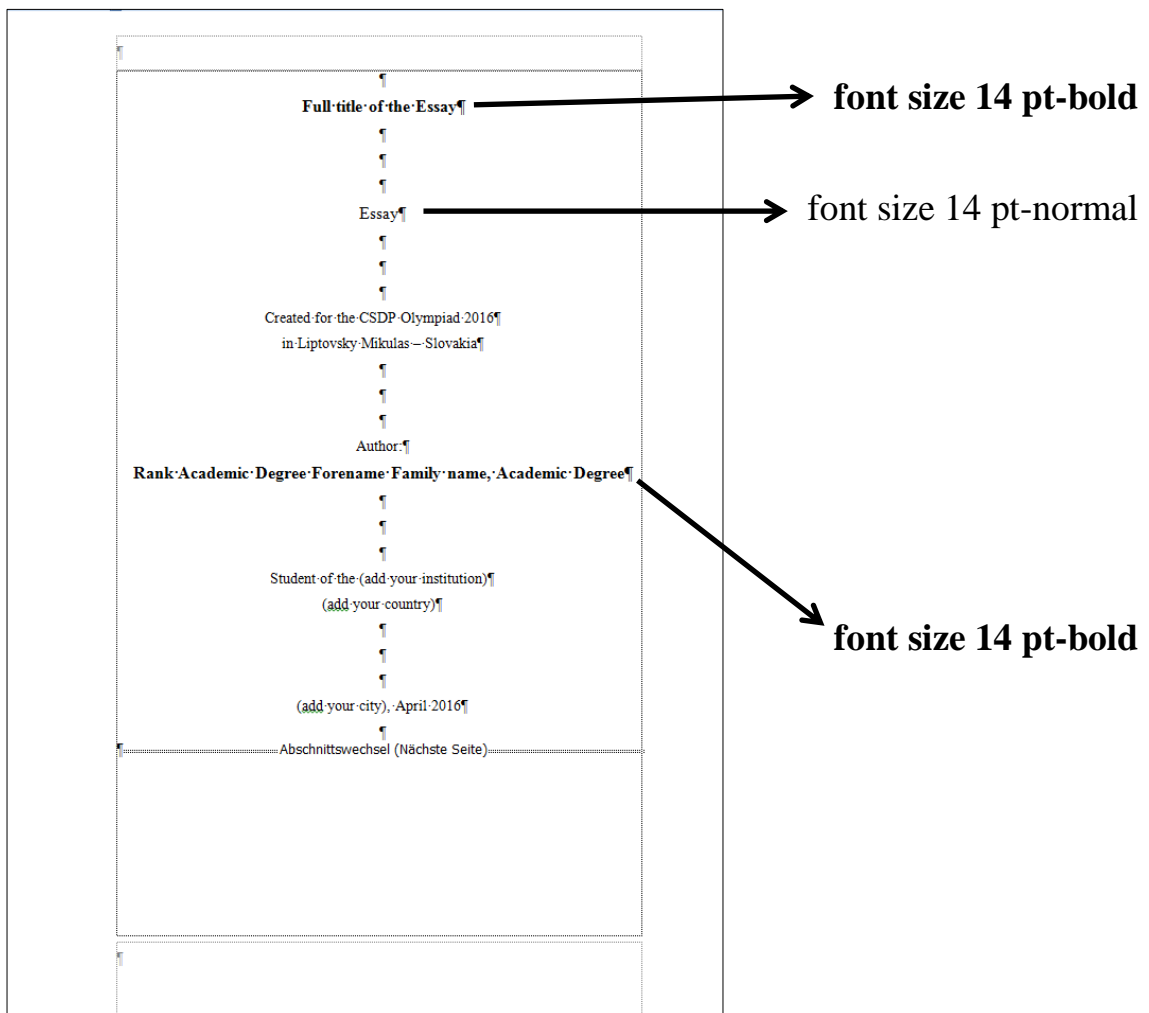 Full title of the Essay¶
font size 14 pt-bold
Essay¶
font size 14 pt-normal
Created for the CSDP Olympiad 2016¶
in Liptovsky Mikulas – Slovakia¶
Author:¶
Rank Academic Degree Forename Family name, Academic Degree¶
Student of the (add your institution)¶
(add your country)¶
font size 14 pt-bold
(add your city), April 2016¶
Abschnittswechsel (Nächste Seite)